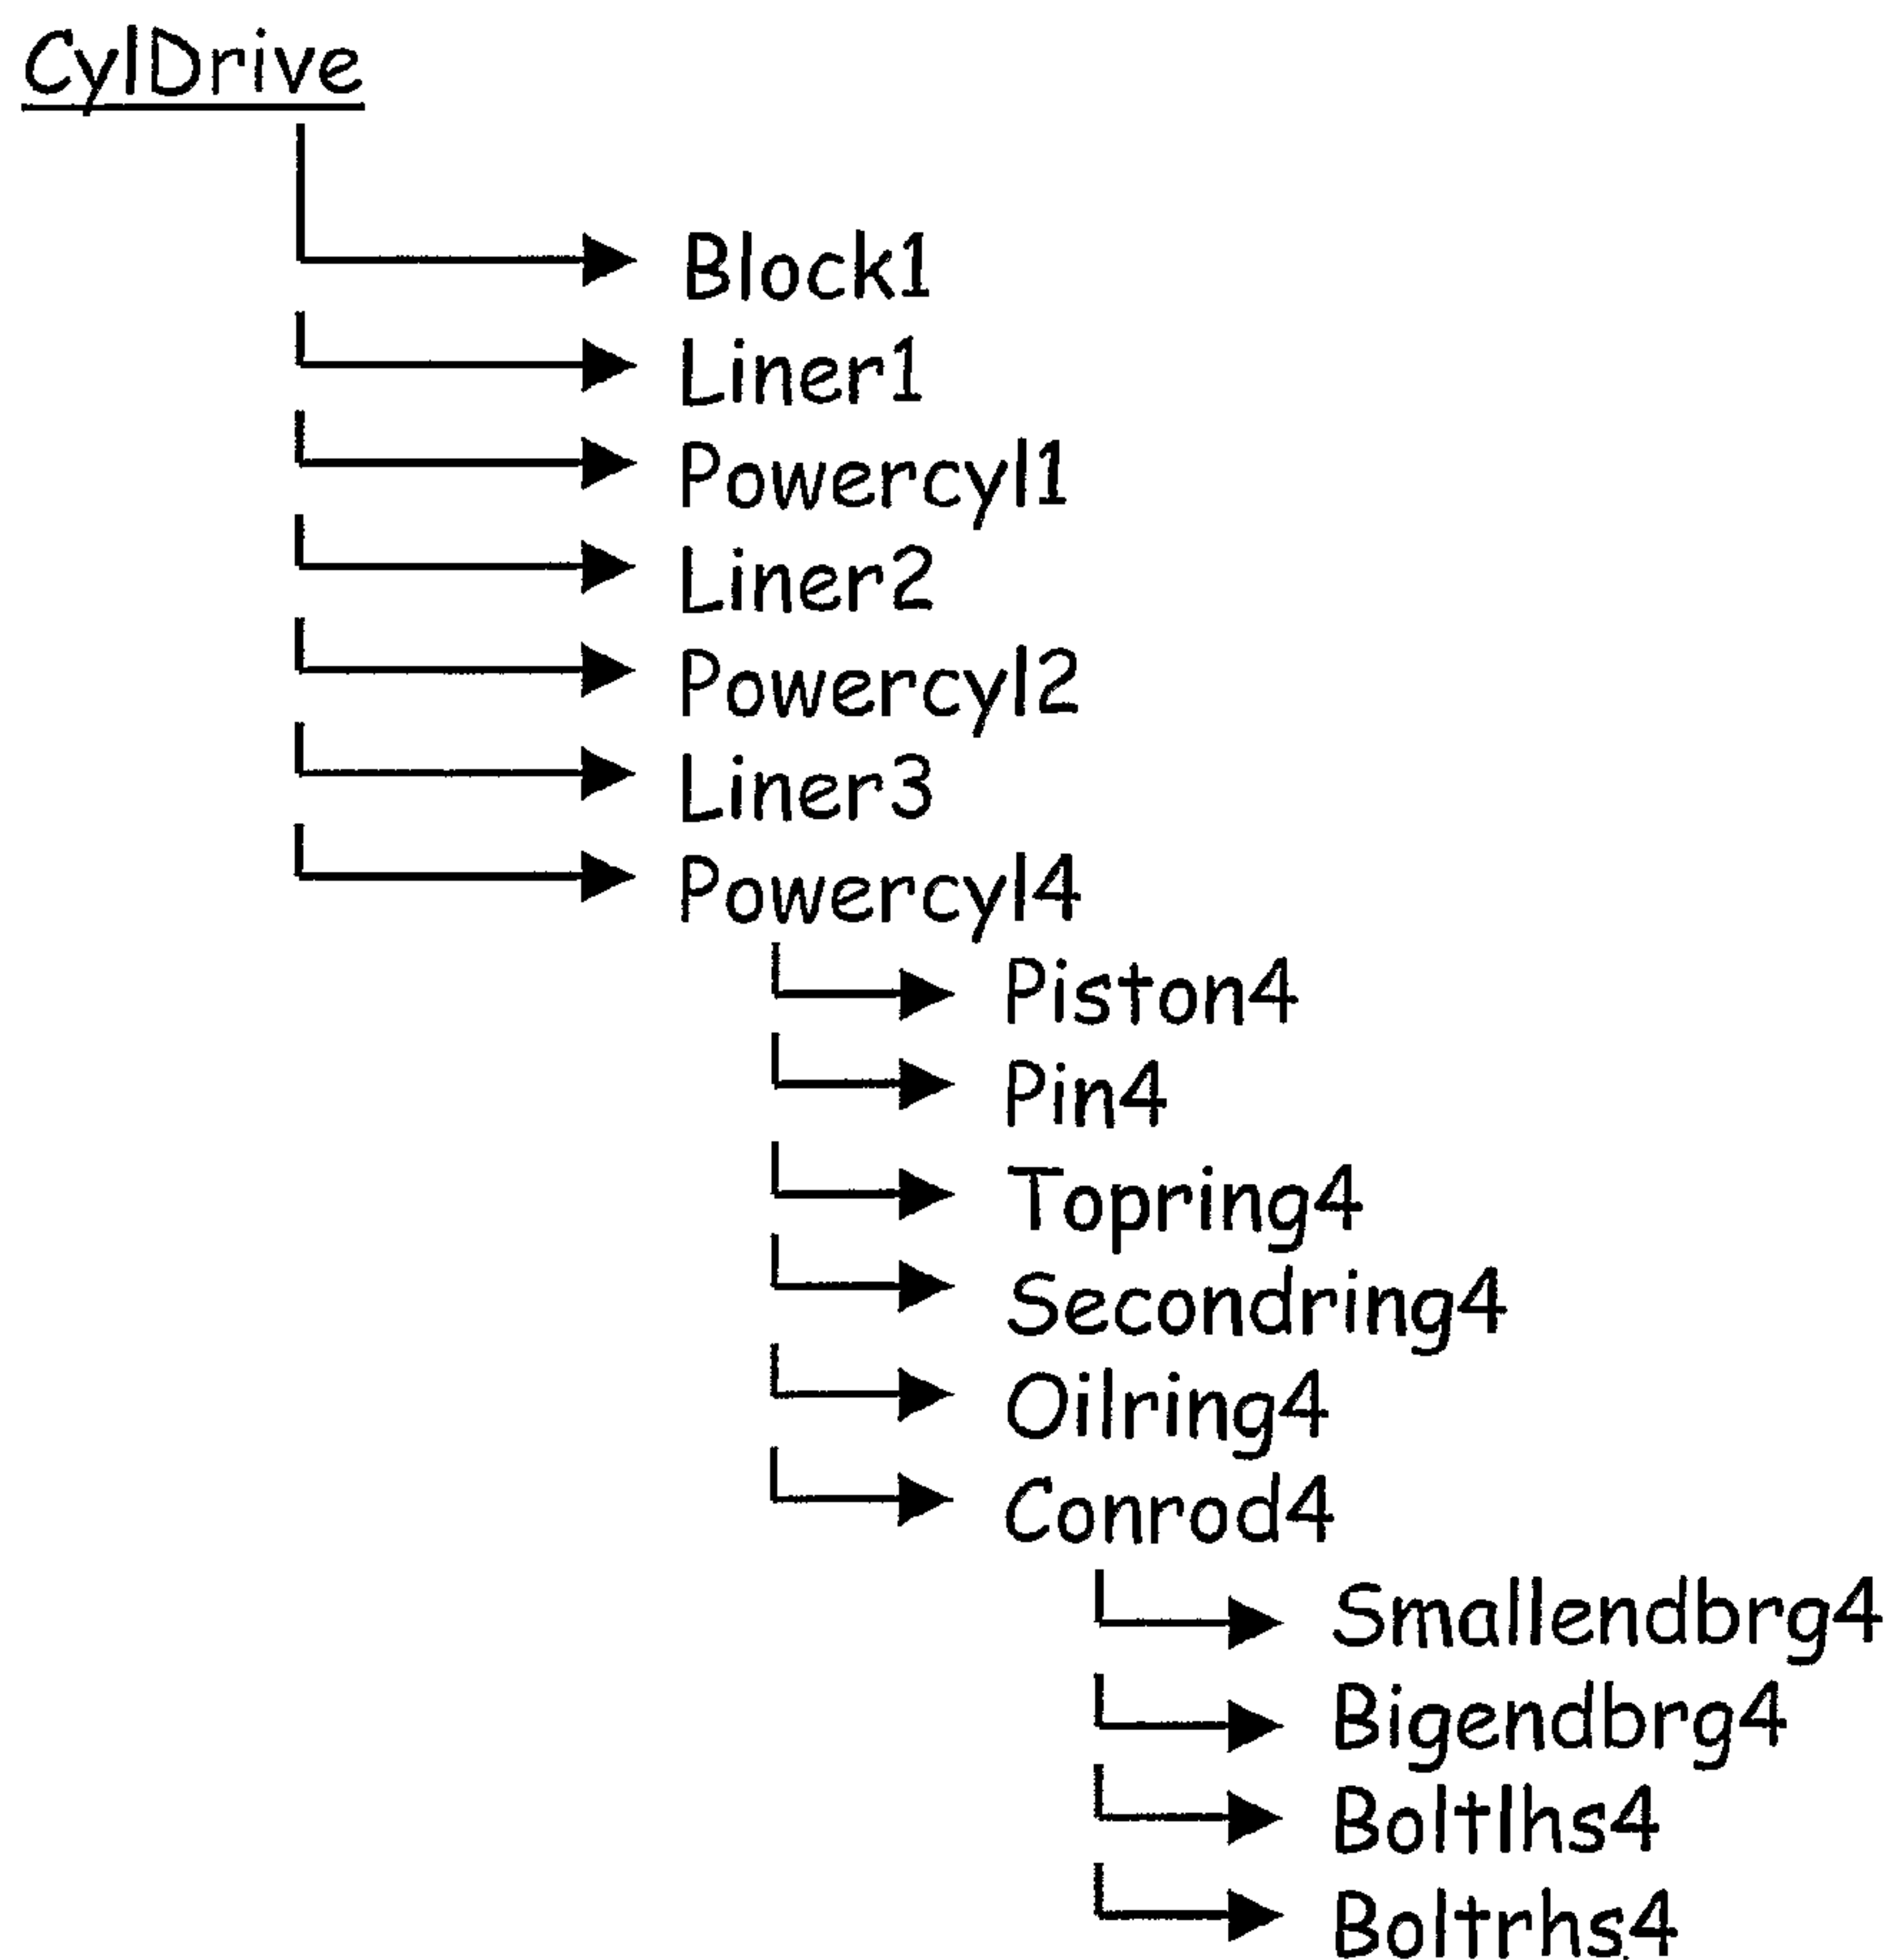 CylDrive
Block1
Liner1
Powercyl1
Liner2
Powercyl2
Liner3
Powercyl4
Piston4
Pin4
Topring4
Secondring4
Oilring4
Conrod4
Smallendbrg4
Bigendbrg4
Boltlhs4
Boltrhs4